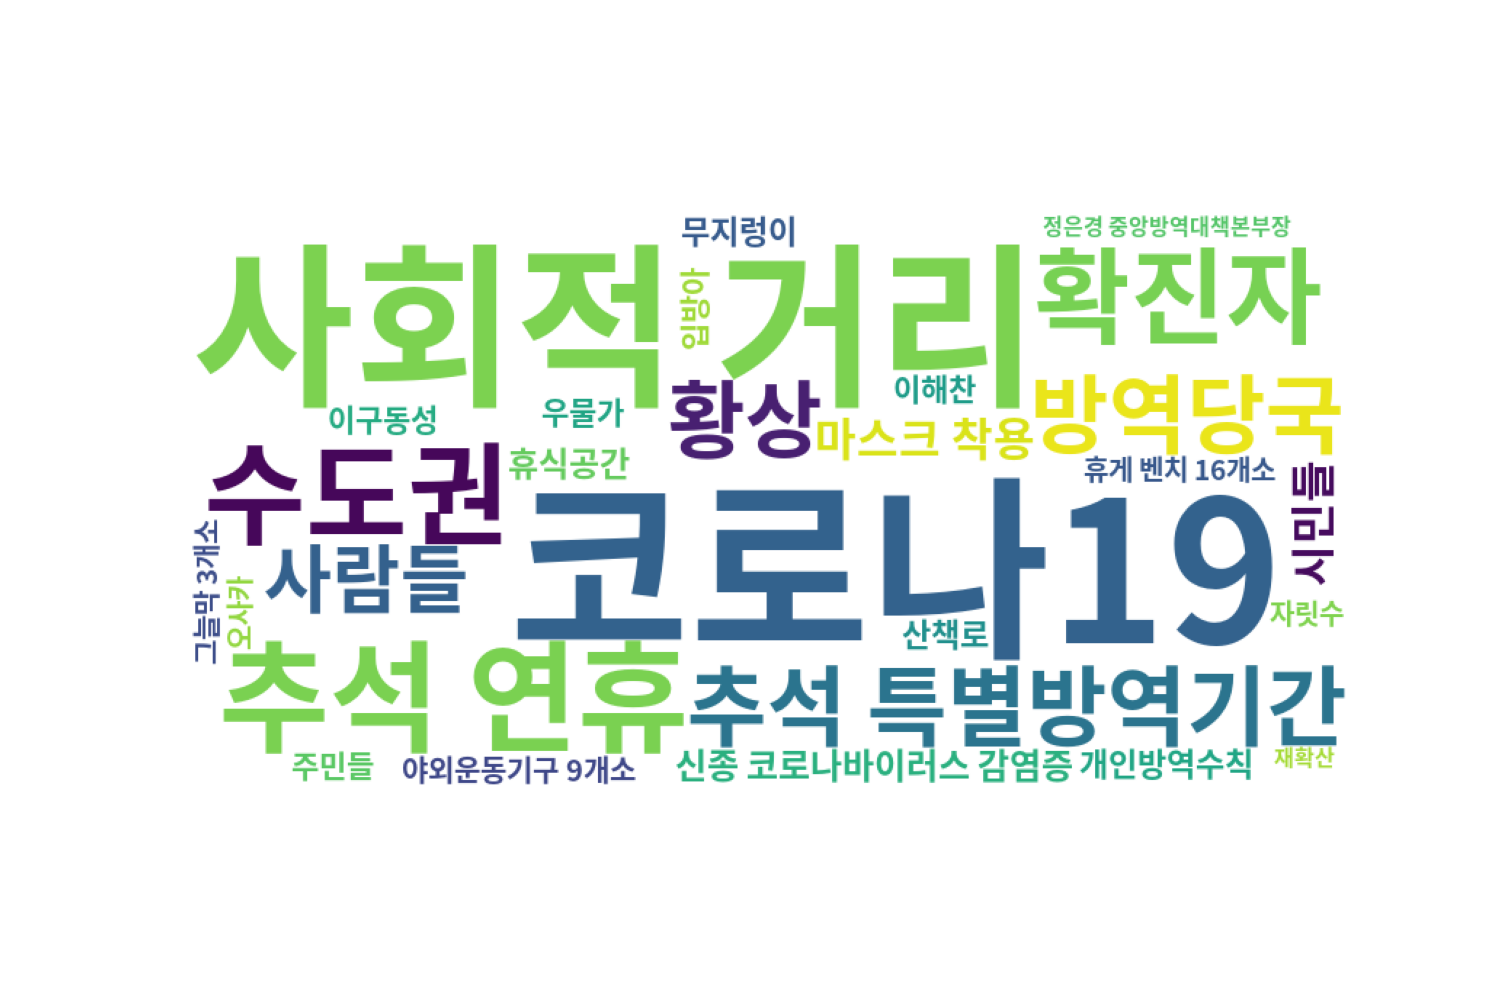 무지렁이
정은경 중앙방역대책본부장
사회적 거리
확진자
입방아
이해찬
황상
방역당국
이구동성
우물가
마스크 착용
수도권
휴식공간
휴게 벤치 16개소
시민들
코로나19
사람들
그늘막 3개소
오사카
자릿수
산책로
추석 연휴
추석 특별방역기간
주민들
야외운동기구 9개소
신종 코로나바이러스 감염증
개인방역수칙
재확산